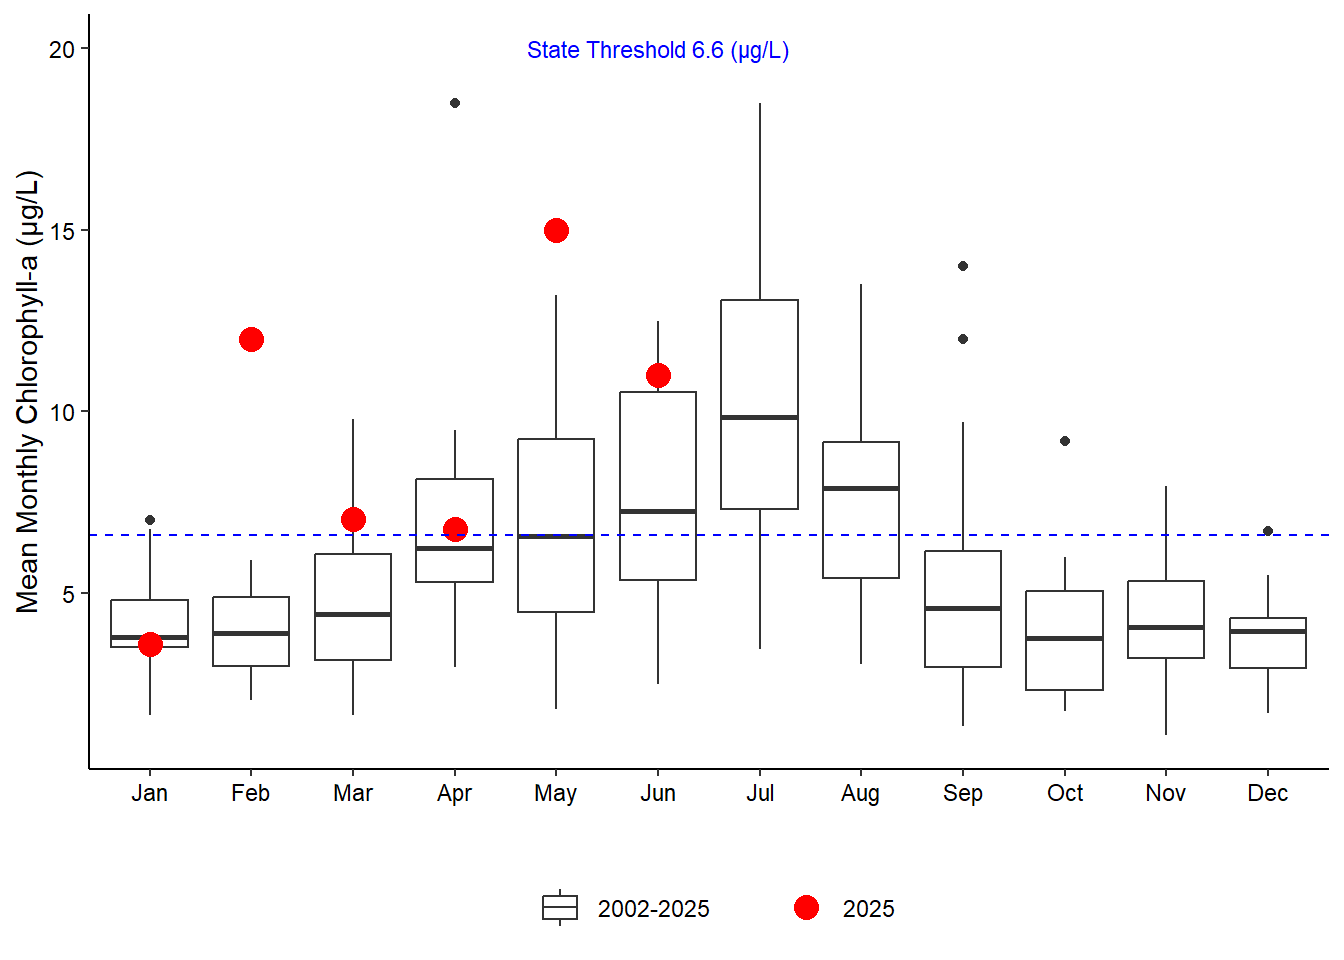 State Threshold 6.6 (µg/L)
Mean Monthly Chlorophyll-a (µg/L)
20
15
10
5
Jan Feb Mar Apr May Jun Jul Aug Sep Oct Nov Dec
2002-2025 2025